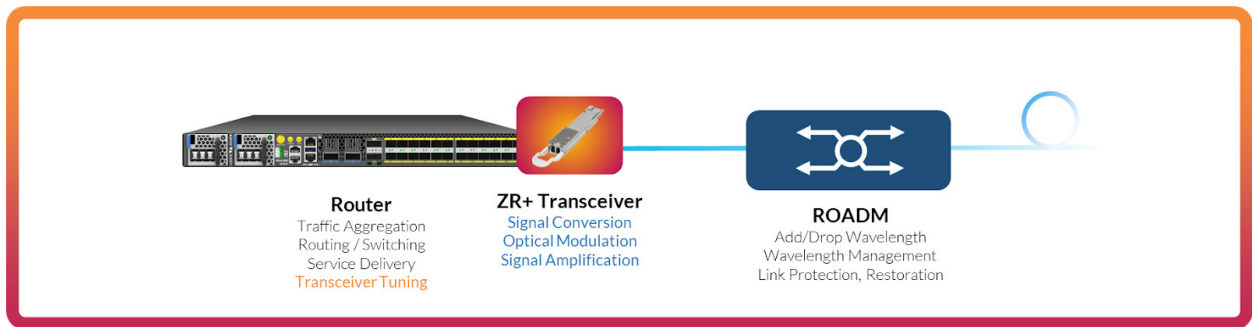 Router
Traffic Aggregation
Routing / Switching
Service Delivery
Transceiver Tuning
ZR+ Transceiver
Signal Conversion
Optical Modulation
Signal Amplification
ROADM
Add/Drop Wavelength
Wavelength Management
Link Protection, Restoration